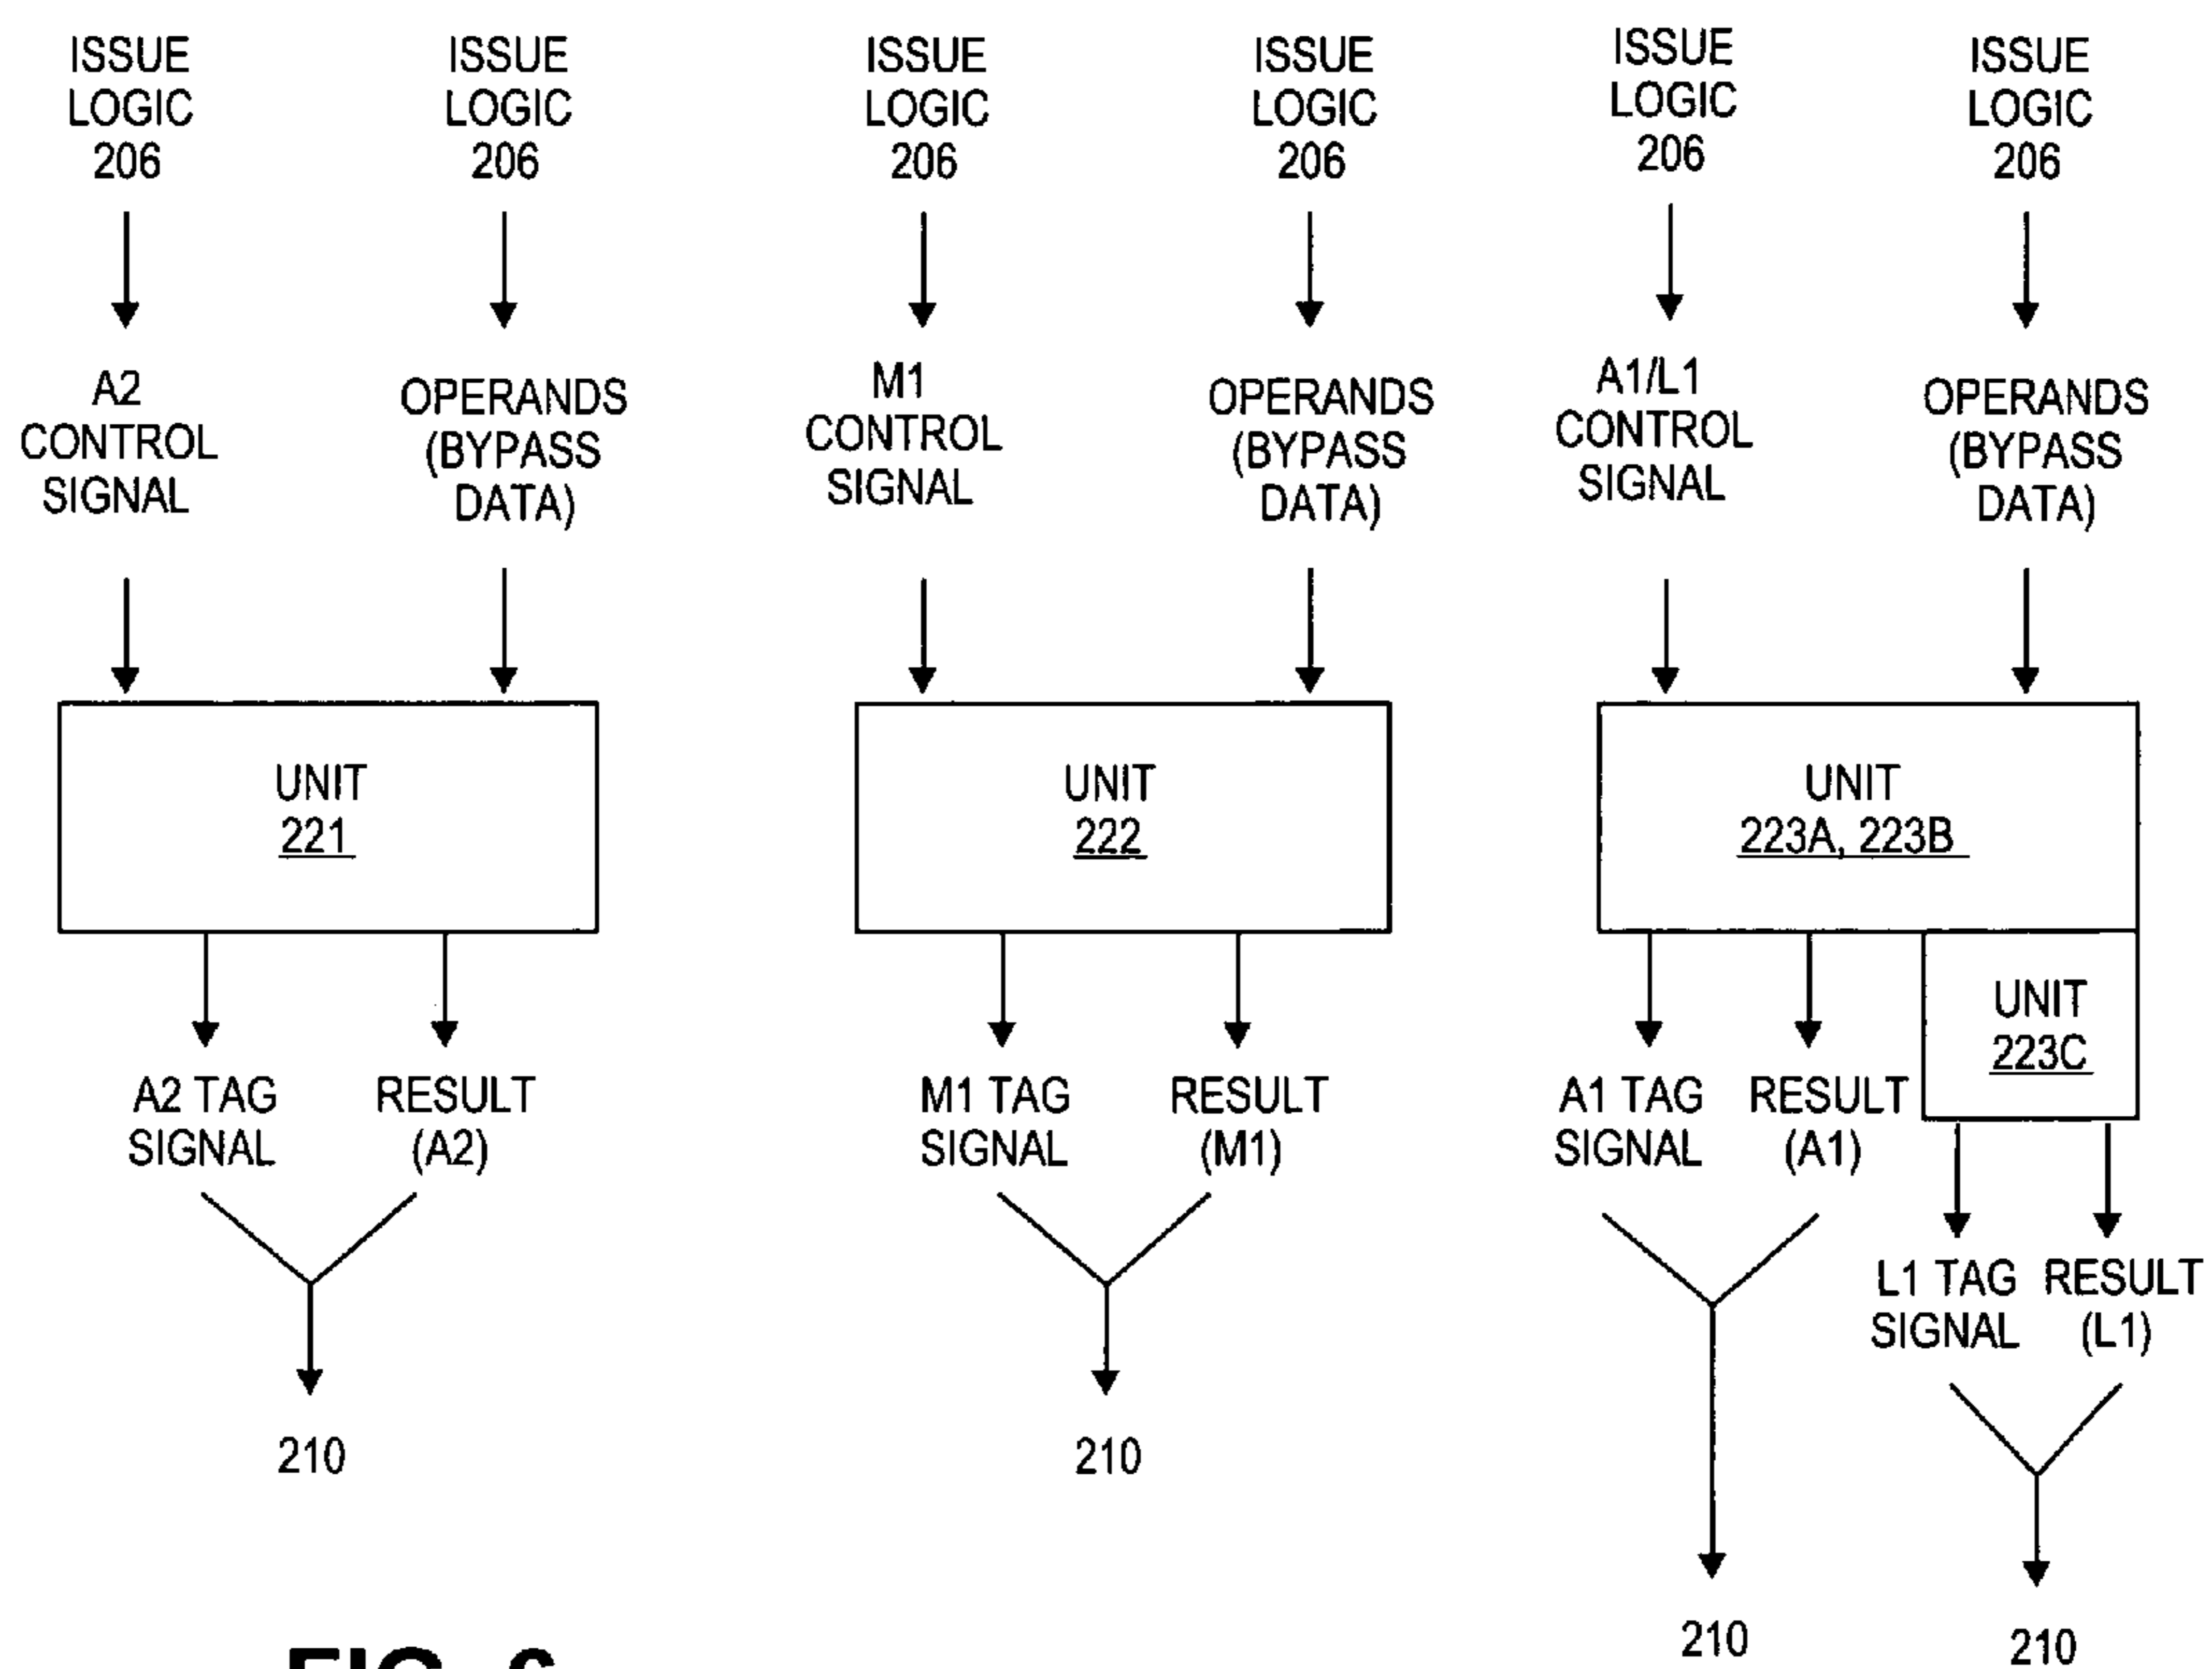 ISSUE
LOGIC
206
ISSUE
LOGIC
206
ISSUE
LOGIC
206
ISSUE
LOGIC
206
ISSUE
LOGIC
206
ISSUE
LOGIC
206
A2
CONTROL
SIGNAL
OPERANDS
(BYPASS
DATA)
M1
CONTROL
SIGNAL
OPERANDS
(BYPASS
DATA)
A1/L1
CONTROL
SIGNAL
OPERANDS
(BYPASS
DATA)
UNIT
221
UNIT
222
UNIT
223A, 223B
UNIT
223C
A2 TAG
SIGNAL
RESULT
(A2)
M1 TAG
SIGNAL
RESULT
(M1)
A1 TAG
SIGNAL
RESULT
(A1)
L1 TAG
SIGNAL
RESULT
(L1)
210
210
210
210
FIG. 6